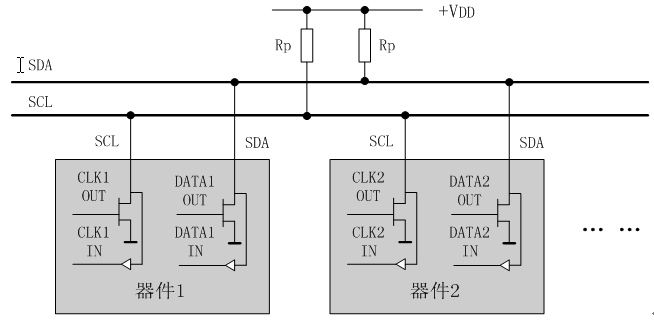 +VDD
Rp Rp
SDA
SCL
SCL SDA SCL SDA
CLK1 OUT DATA1 OUT CLK2 OUT DATA2 OUT
CLK1 IN DATA1 IN CLK2 IN DATA2 IN
… …
器件1 器件2